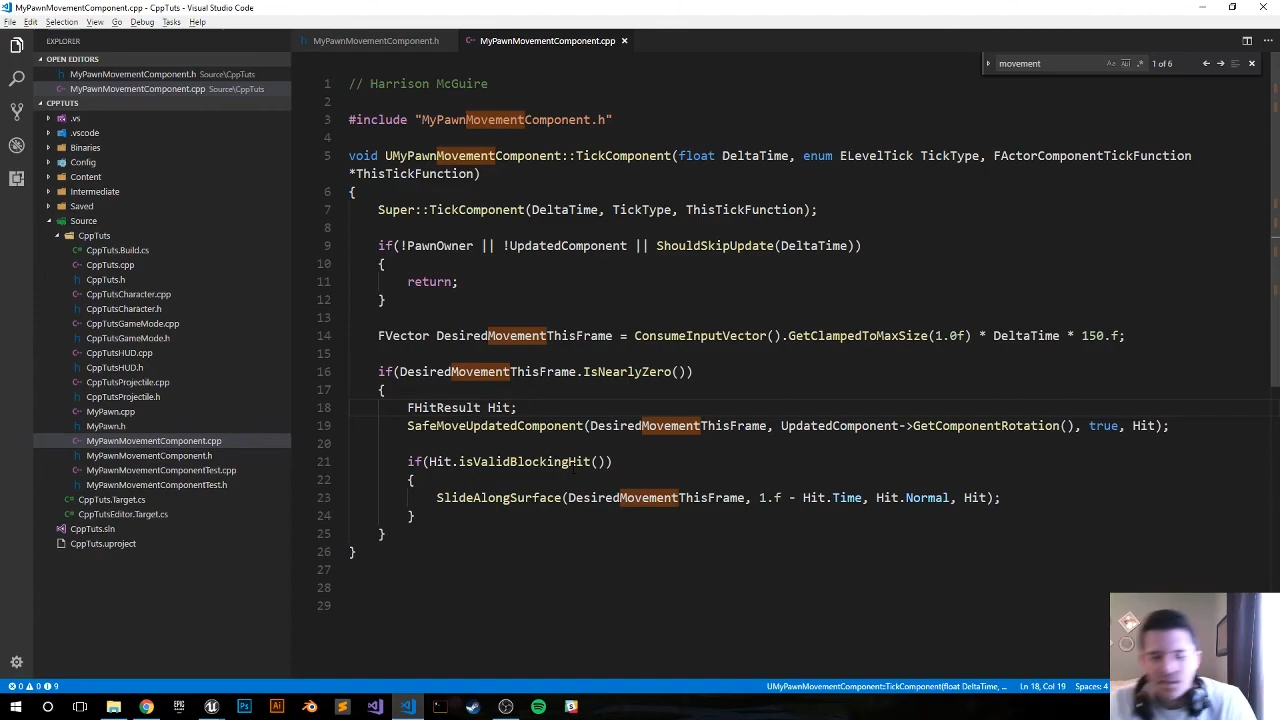 MyPawnMovementComponent.cpp - CppTuts - Visual Studio Code
File Edit Selection View Go Debug Tasks Help
EXPLORER
OPEN EDITORS
MyPawnMovementComponent.h Source\CppTuts
MyPawnMovementComponent.cpp Source\CppTuts
CPPTUTS
.vs
.vscode
Binaries
Config
Content
Intermediate
Saved
Source
CppTuts
CppTuts.Build.cs
CppTuts.cpp
CppTuts.h
CppTutsCharacter.cpp
CppTutsCharacter.h
CppTutsGameMode.cpp
CppTutsGameMode.h
CppTutsHUD.cpp
CppTutsHUD.h
CppTutsProjectile.cpp
CppTutsProjectile.h
MyPawn.cpp
MyPawn.h
MyPawnMovementComponent.cpp
MyPawnMovementComponent.h
MyPawnMovementComponentTest.cpp
MyPawnMovementComponentTest.h
CppTuts.Target.cs
CppTutsEditor.Target.cs
CppTuts.sln
CppTuts.uproject
MyPawnMovementComponent.h MyPawnMovementComponent.cpp
movement 1 of 6
1 // Harrison McGuire
2
3 #include "MyPawnMovementComponent.h"
4
5 void UMyPawnMovementComponent::TickComponent(float DeltaTime, enum ELevelTick TickType, FActorComponentTickFunction
*ThisTickFunction)
6 {
7 Super::TickComponent(DeltaTime, TickType, ThisTickFunction);
8
9 if(!PawnOwner || !UpdatedComponent || ShouldSkipUpdate(DeltaTime))
10 {
11 return;
12 }
13
14 FVector DesiredMovementThisFrame = ConsumeInputVector().GetClampedToMaxSize(1.0f) * DeltaTime * 150.f;
15
16 if(DesiredMovementThisFrame.IsNearlyZero())
17 {
18 FHitResult Hit;
19 SafeMoveUpdatedComponent(DesiredMovementThisFrame, UpdatedComponent->GetComponentRotation(), true, Hit);
20
21 if(Hit.isValidBlockingHit())
22 {
23 SlideAlongSurface(DesiredMovementThisFrame, 1.f - Hit.Time, Hit.Normal, Hit);
24 }
25 }
26 }
27
28
29
0 0 9 UMyPawnMovementComponent::TickComponent(float DeltaTime, ... Ln 18, Col 19 Spaces: 4